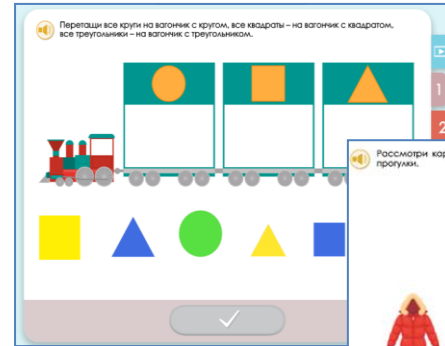 Перетащи все круги на вагончик с кругом, все квадраты – на вагончик с квадратом,
все треугольники – на вагончик с треугольником.
1
2
Рассмотри
прогулки.